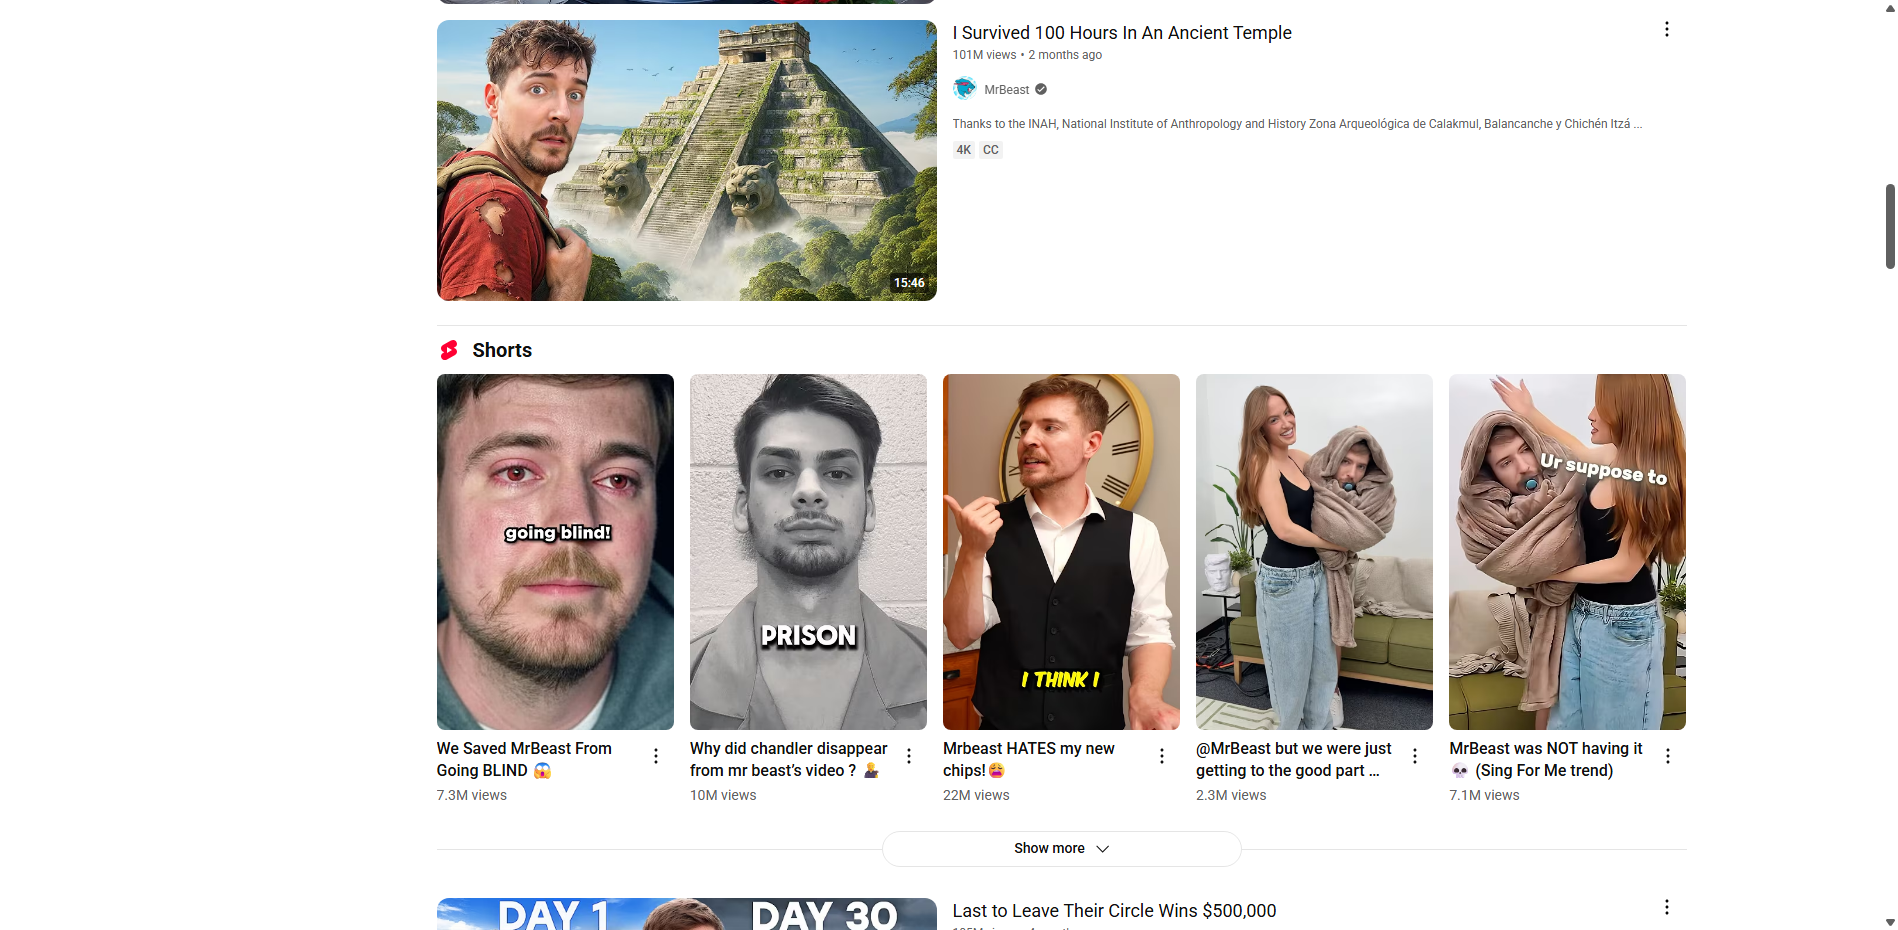 I Survived 100 Hours In An Ancient Temple
101M views • 2 months ago
MrBeast
Thanks to the INAH, National Institute of Anthropology and History Zona Arqueológica de Calakmul, Balancanche y Chichén Itzá ...
4K CC
15:46
Shorts
going blind!
PRISON
I THINK I
Ur suppose to
We Saved MrBeast From
Going BLIND 😱
7.3M views
Why did chandler disappear
from mr beast's video ? 🤷‍♂️
10M views
Mrbeast HATES my new
chips!😩
22M views
@MrBeast but we were just
getting to the good part ...
2.3M views
MrBeast was NOT having it
💀 (Sing For Me trend)
7.1M views
Show more
DAY 1 DAY 30
Last to Leave Their Circle Wins $500,000